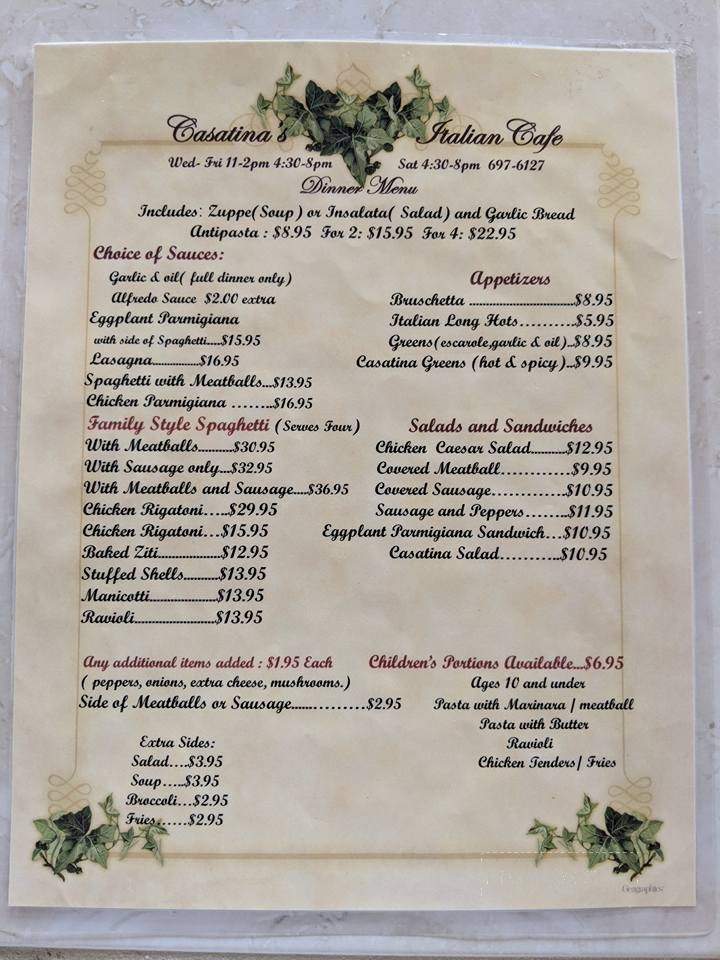 Casatina's Italian Cafe
Wed- Fri 11-2pm 4:30-8pm Sat 4:30-8pm 697-6127
Dinner Menu
Includes: Zuppe(Soup) or Insalata( Salad) and Garlic Bread
Antipasta : $8.95 For 2: $15.95 For 4: $22.95
Choice of Sauces:
Garlic & oil( full dinner only)
Alfredo Sauce $2.00 extra
Eggplant Parmigiana
with side of Spaghetti.....$15.95
Lasagna................$16.95
Spaghetti with Meatballs...$13.95
Chicken Parmigiana ……..$16.95
Family Style Spaghetti (Serves Four)
With Meatballs..........$30.95
With Sausage only...$32.95
With Meatballs and Sausage....$36.95
Chicken Rigatoni…..$29.95
Chicken Rigatoni…$15.95
Baked Ziti..................$12.95
Stuffed Shells..........$13.95
Manicotti...................$13.95
Ravioli.......................$13.95
Appetizers
Bruschetta ..............................$8.95
Italian Long Hots……….$5.95
Greens(escarole,garlic & oil)..$8.95
Casatina Greens (hot & spicy)..$9.95
Salads and Sandwiches
Chicken Caesar Salad..........$12.95
Covered Meatball…………$9.95
Covered Sausage………….$10.95
Sausage and Peppers……..$11.95
Eggplant Parmigiana Sandwich…$10.95
Casatina Salad………..$10.95
Any additional items added : $1.95 Each
( peppers, onions, extra cheese, mushrooms.)
Side of Meatballs or Sausage......………$2.95
Extra Sides:
Salad….$3.95
Soup…..$3.95
Broccoli…$2.95
Fries……$2.95
Children's Portions Available...$6.95
Ages 10 and under
Pasta with Marinara / meatball
Pasta with Butter
Ravioli
Chicken Tenders/ Fries
Geographics